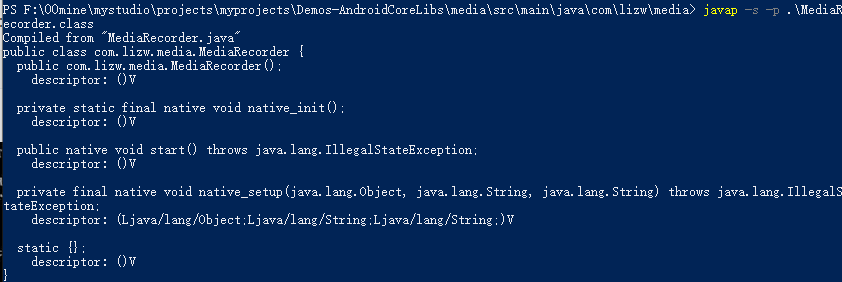 PS F:\00mine\mystudio\projects\myprojects\Demos-AndroidCoreLibs\media\src\main\java\com\lizw\media> javap -s -p .\MediaR
ecorder.class
Compiled from "MediaRecorder.java"
public class com.lizw.media.MediaRecorder {
  public com.lizw.media.MediaRecorder();
    descriptor: ()V

  private static final native void native_init();
    descriptor: ()V

  public native void start() throws java.lang.IllegalStateException;
    descriptor: ()V

  private final native void native_setup(java.lang.Object, java.lang.String, java.lang.String) throws java.lang.IllegalS
tateException;
    descriptor: (Ljava/lang/Object;Ljava/lang/String;Ljava/lang/String;)V

  static {};
    descriptor: ()V
}